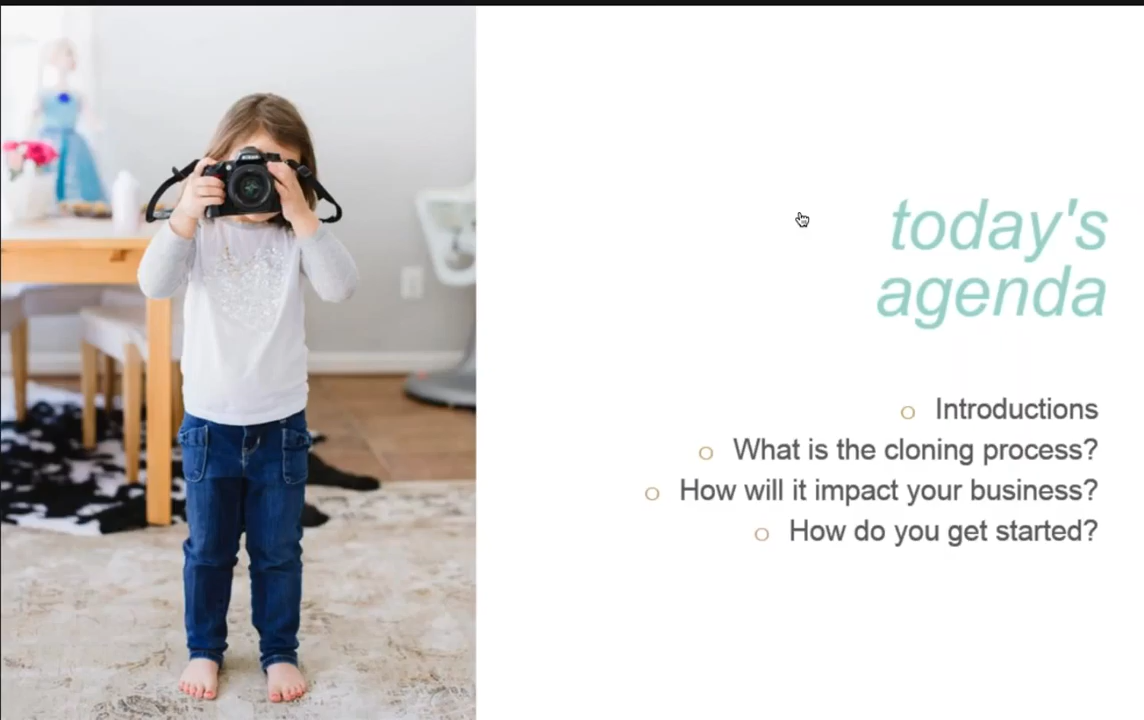 today's
agenda
Introductions
What is the cloning process?
How will it impact your business?
How do you get started?
Nikon